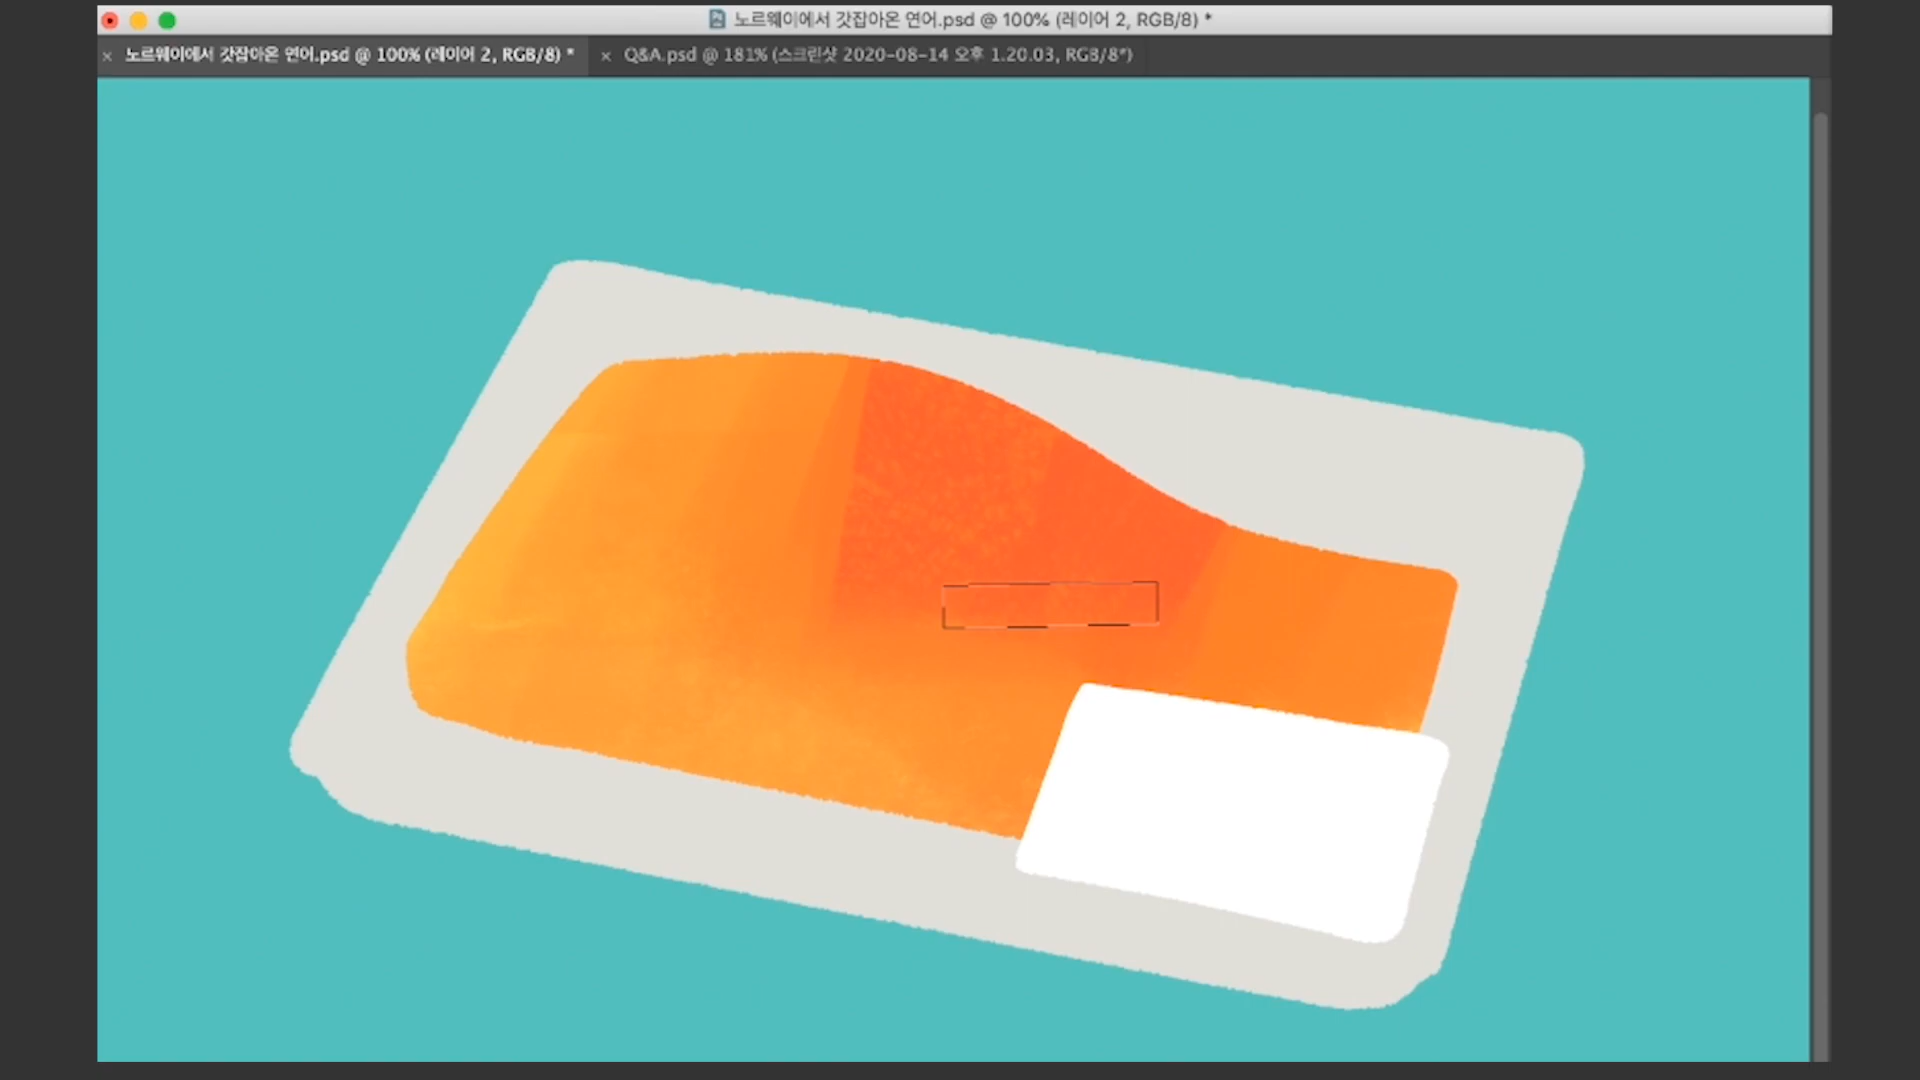 노르웨이에서 갓잡아온 연어.psd @ 100% (레이어 2, RGB/8) *
× 노르웨이에서 갓잡아온 연어.psd @ 100% (레이어 2, RGB/8) * × Q&A.psd @ 181% (스크린샷 2020-08-14 오후 1.20.03, RGB/8*)